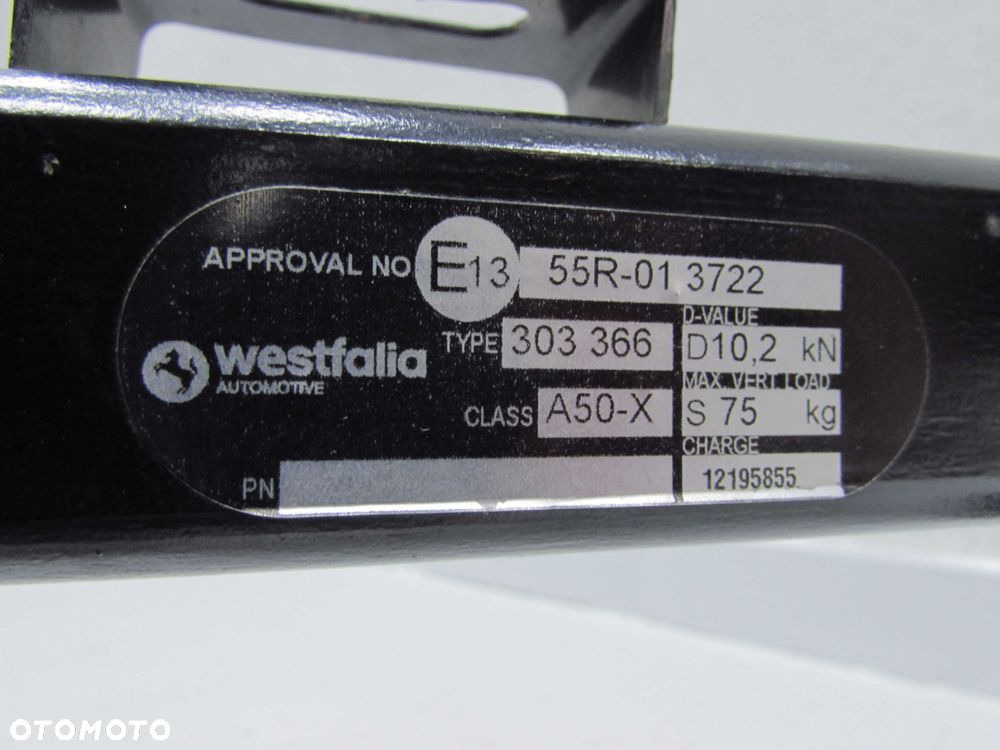 APPROVAL NO E13 55R-01 3722
D-VALUE
TYPE 303 366 D10,2 kN
westfalia
AUTOMOTIVE
MAX. VERT. LOAD
CLASS A50-X S 75 kg
CHARGE
PN 12195855
OTOMOTO